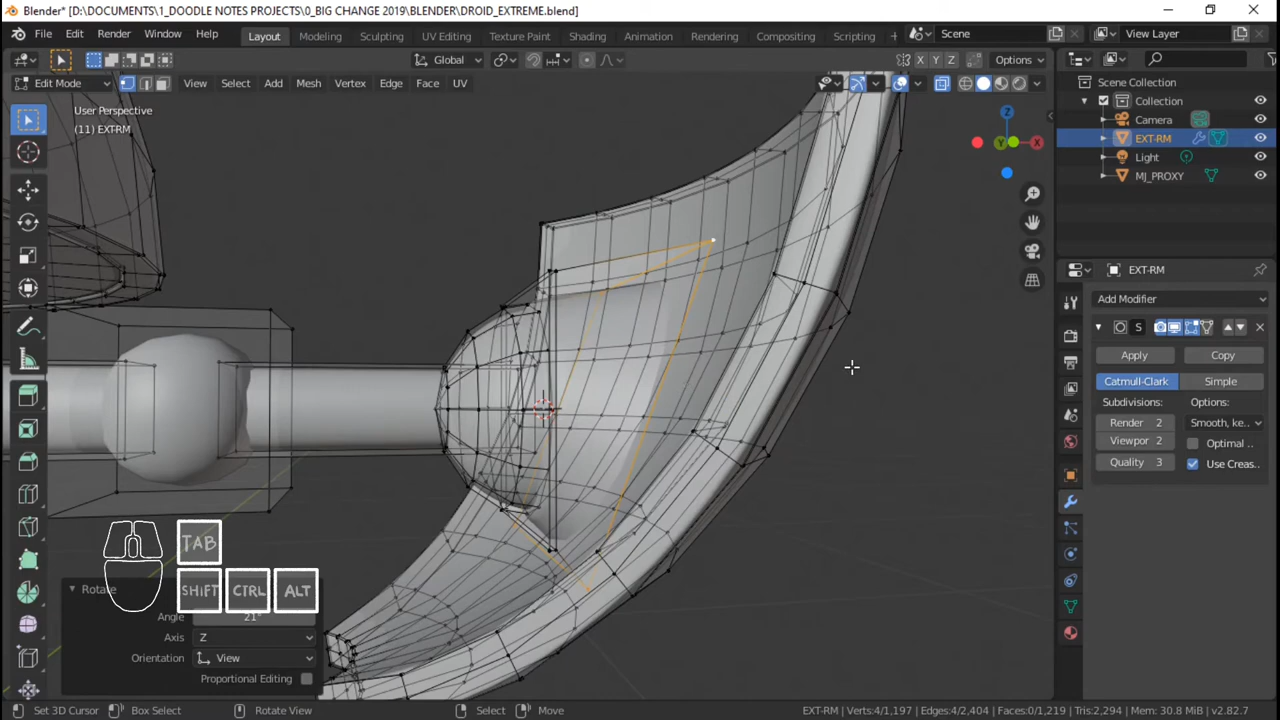 Blender* [D:\DOCUMENTS\1_DOODLE NOTES PROJECTS\0_BIG CHANGE 2019\BLENDER\DROID_EXTREME.blend]
File Edit Render Window Help Layout Modeling Sculpting UV Editing Texture Paint Shading Animation Rendering Compositing Scripting + Scene View Layer
Global X Y Z Options
Edit Mode View Select Add Mesh Vertex Edge Face UV
Scene Collection
Collection
Camera
EXT-RM
Light
MJ_PROXY
User Perspective
(11) EXT-RM
Z
Y
X
EXT-RM
Add Modifier
S
Apply Copy
Catmull-Clark Simple
Subdivisions: Options:
Render 2 Smooth, ke..
Viewpor 2 Optimal ..
Quality 3 Use Creas..
TAB
SHIFT CTRL ALT
Rotate
Angle 21°
Axis Z
Orientation View
Proportional Editing
Set 3D Cursor Box Select Rotate View Select Move EXT-RM | Verts:4/1,197 | Edges:4/2,404 | Faces:0/1,219 | Tris:2,294 | Mem: 30.8 MiB | v2.82.7